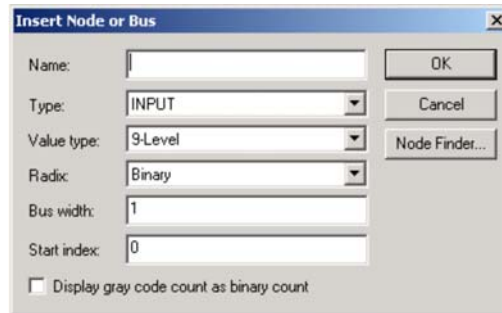 Insert Node or Bus
Name:
OK
Type: INPUT
Cancel
Value type: 9-Level
Node Finder...
Radix: Binary
Bus width: 1
Start index: 0
Display gray code count as binary count